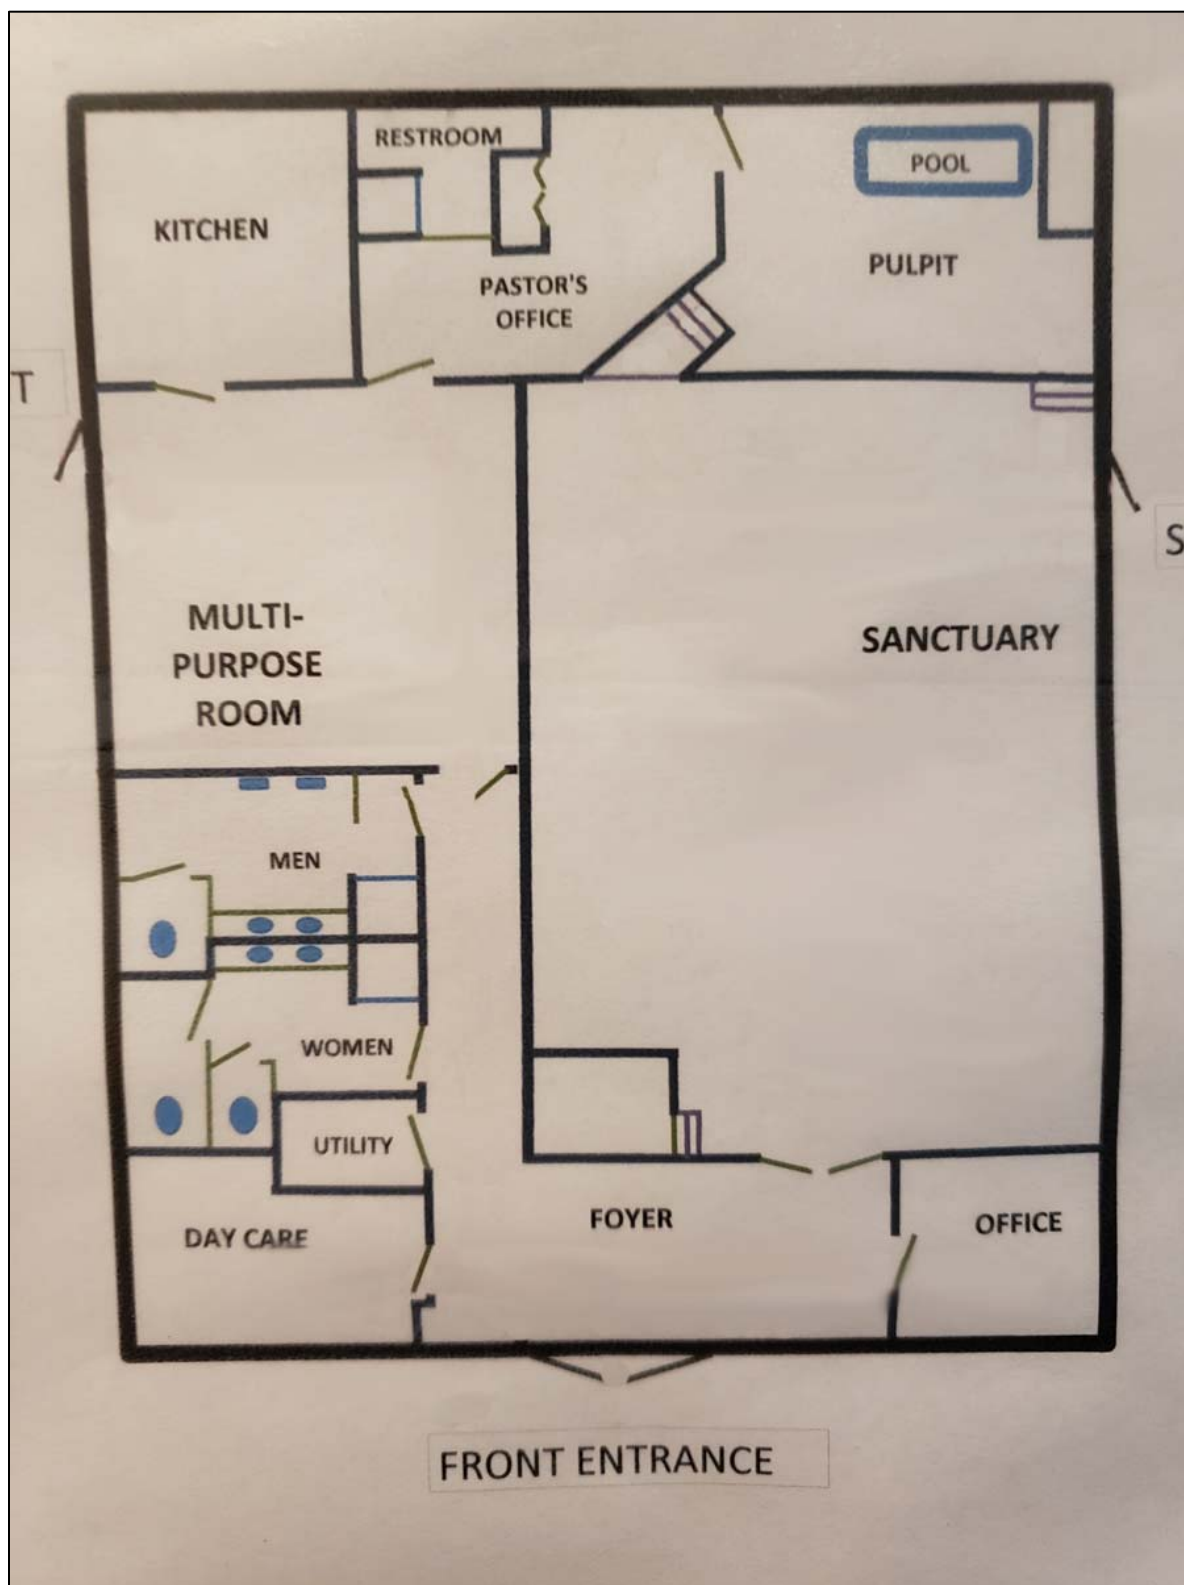 RESTROOM
POOL
KITCHEN
PULPIT
PASTOR'S
OFFICE
T
S
MULTI-
PURPOSE
ROOM
SANCTUARY
MEN
WOMEN
UTILITY
FOYER
OFFICE
DAY CARE
FRONT ENTRANCE